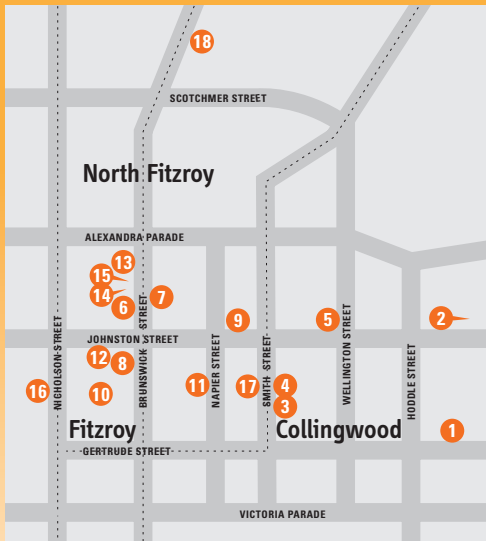 18
SCOTCHMER STREET
North Fitzroy
ALEXANDRA PARADE
13
15
14
6
7
9
5
2
JOHNSTON STREET
NICHOLSON STREET
BRUNSWICK STREET
NAPIER STREET
SMITH STREET
WELLINGTON STREET
HODDLE STREET
12
8
16
10
11
17
4
3
1
Fitzroy
Collingwood
GERTRUDE STREET
VICTORIA PARADE